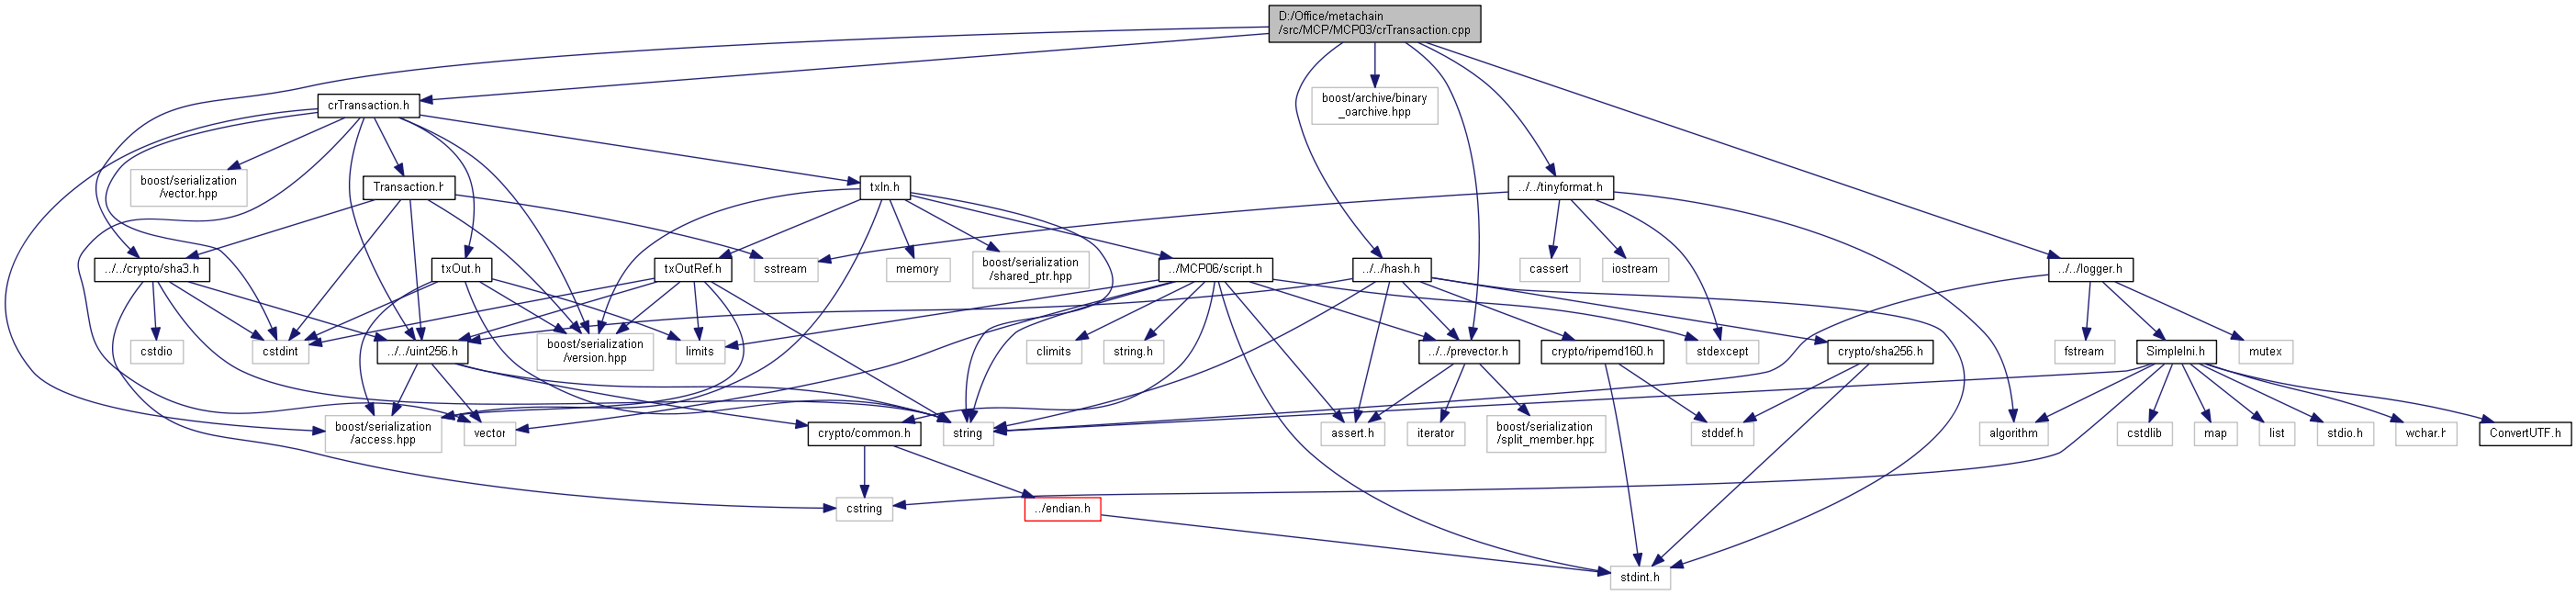 D:/Office/metachain
/src/MCP/MCP03/crTransaction.cpp
crTransaction.h
boost/archive/binary
_oarchive.hpp
boost/serialization
/vector.hpp
Transaction.h
txIn.h
../../tinyformat.h
../../crypto/sha3.h
txOut.h
txOutRef.h
sstream
memory
boost/serialization
/shared_ptr.hpp
../MCP06/script.h
../../hash.h
cassert
iostream
../../logger.h
cstdio
cstdint
../../uint256.h
boost/serialization
/version.hpp
limits
climits
string.h
../../prevector.h
crypto/ripemd160.h
stdexcept
crypto/sha256.h
fstream
SimpleIni.h
mutex
boost/serialization
/access.hpp
vector
crypto/common.h
string
assert.h
iterator
boost/serialization
/split_member.hpp
stddef.h
algorithm
cstdlib
map
list
stdio.h
wchar.h
ConvertUTF.h
cstring
../endian.h
stdint.h